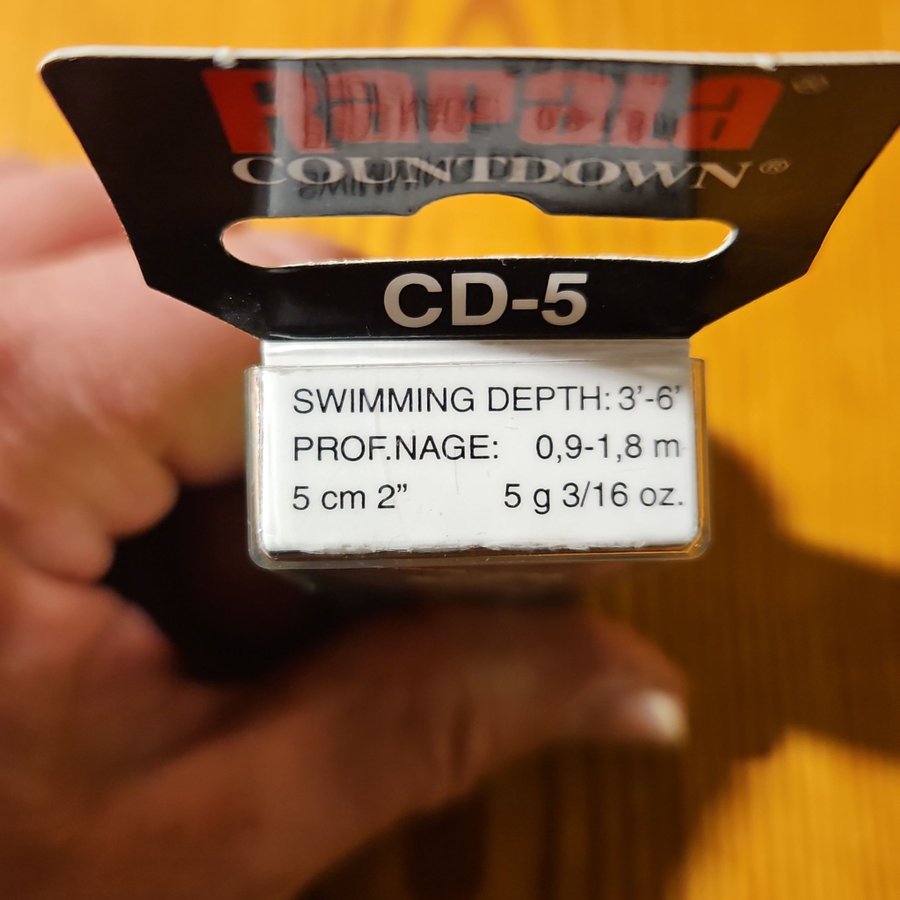 Rapala®
COUNTDOWN®
CD-5
SWIMMING DEPTH: 3’-6’
PROF.NAGE: 0,9-1,8 m
5 cm 2” 5 g 3/16 oz.